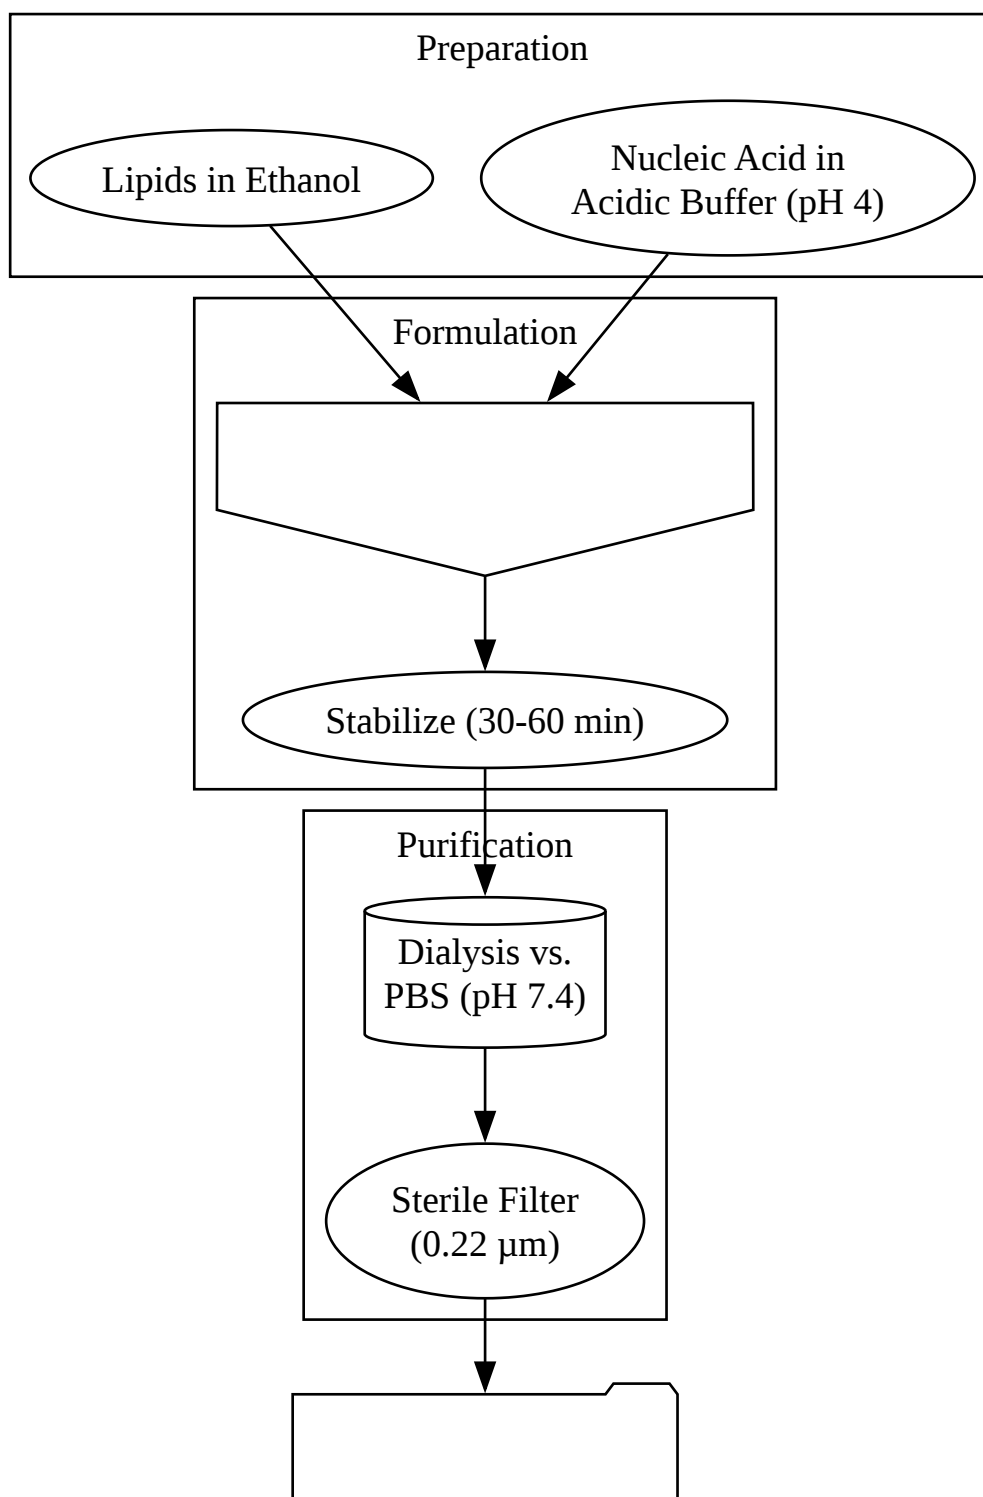 Preparation
Lipids in Ethanol
Nucleic Acid in
Acidic Buffer (pH 4)
Formulation
Stabilize (30-60 min)
Purification
Dialysis vs.
PBS (pH 7.4)
Sterile Filter
(0.22 µm)